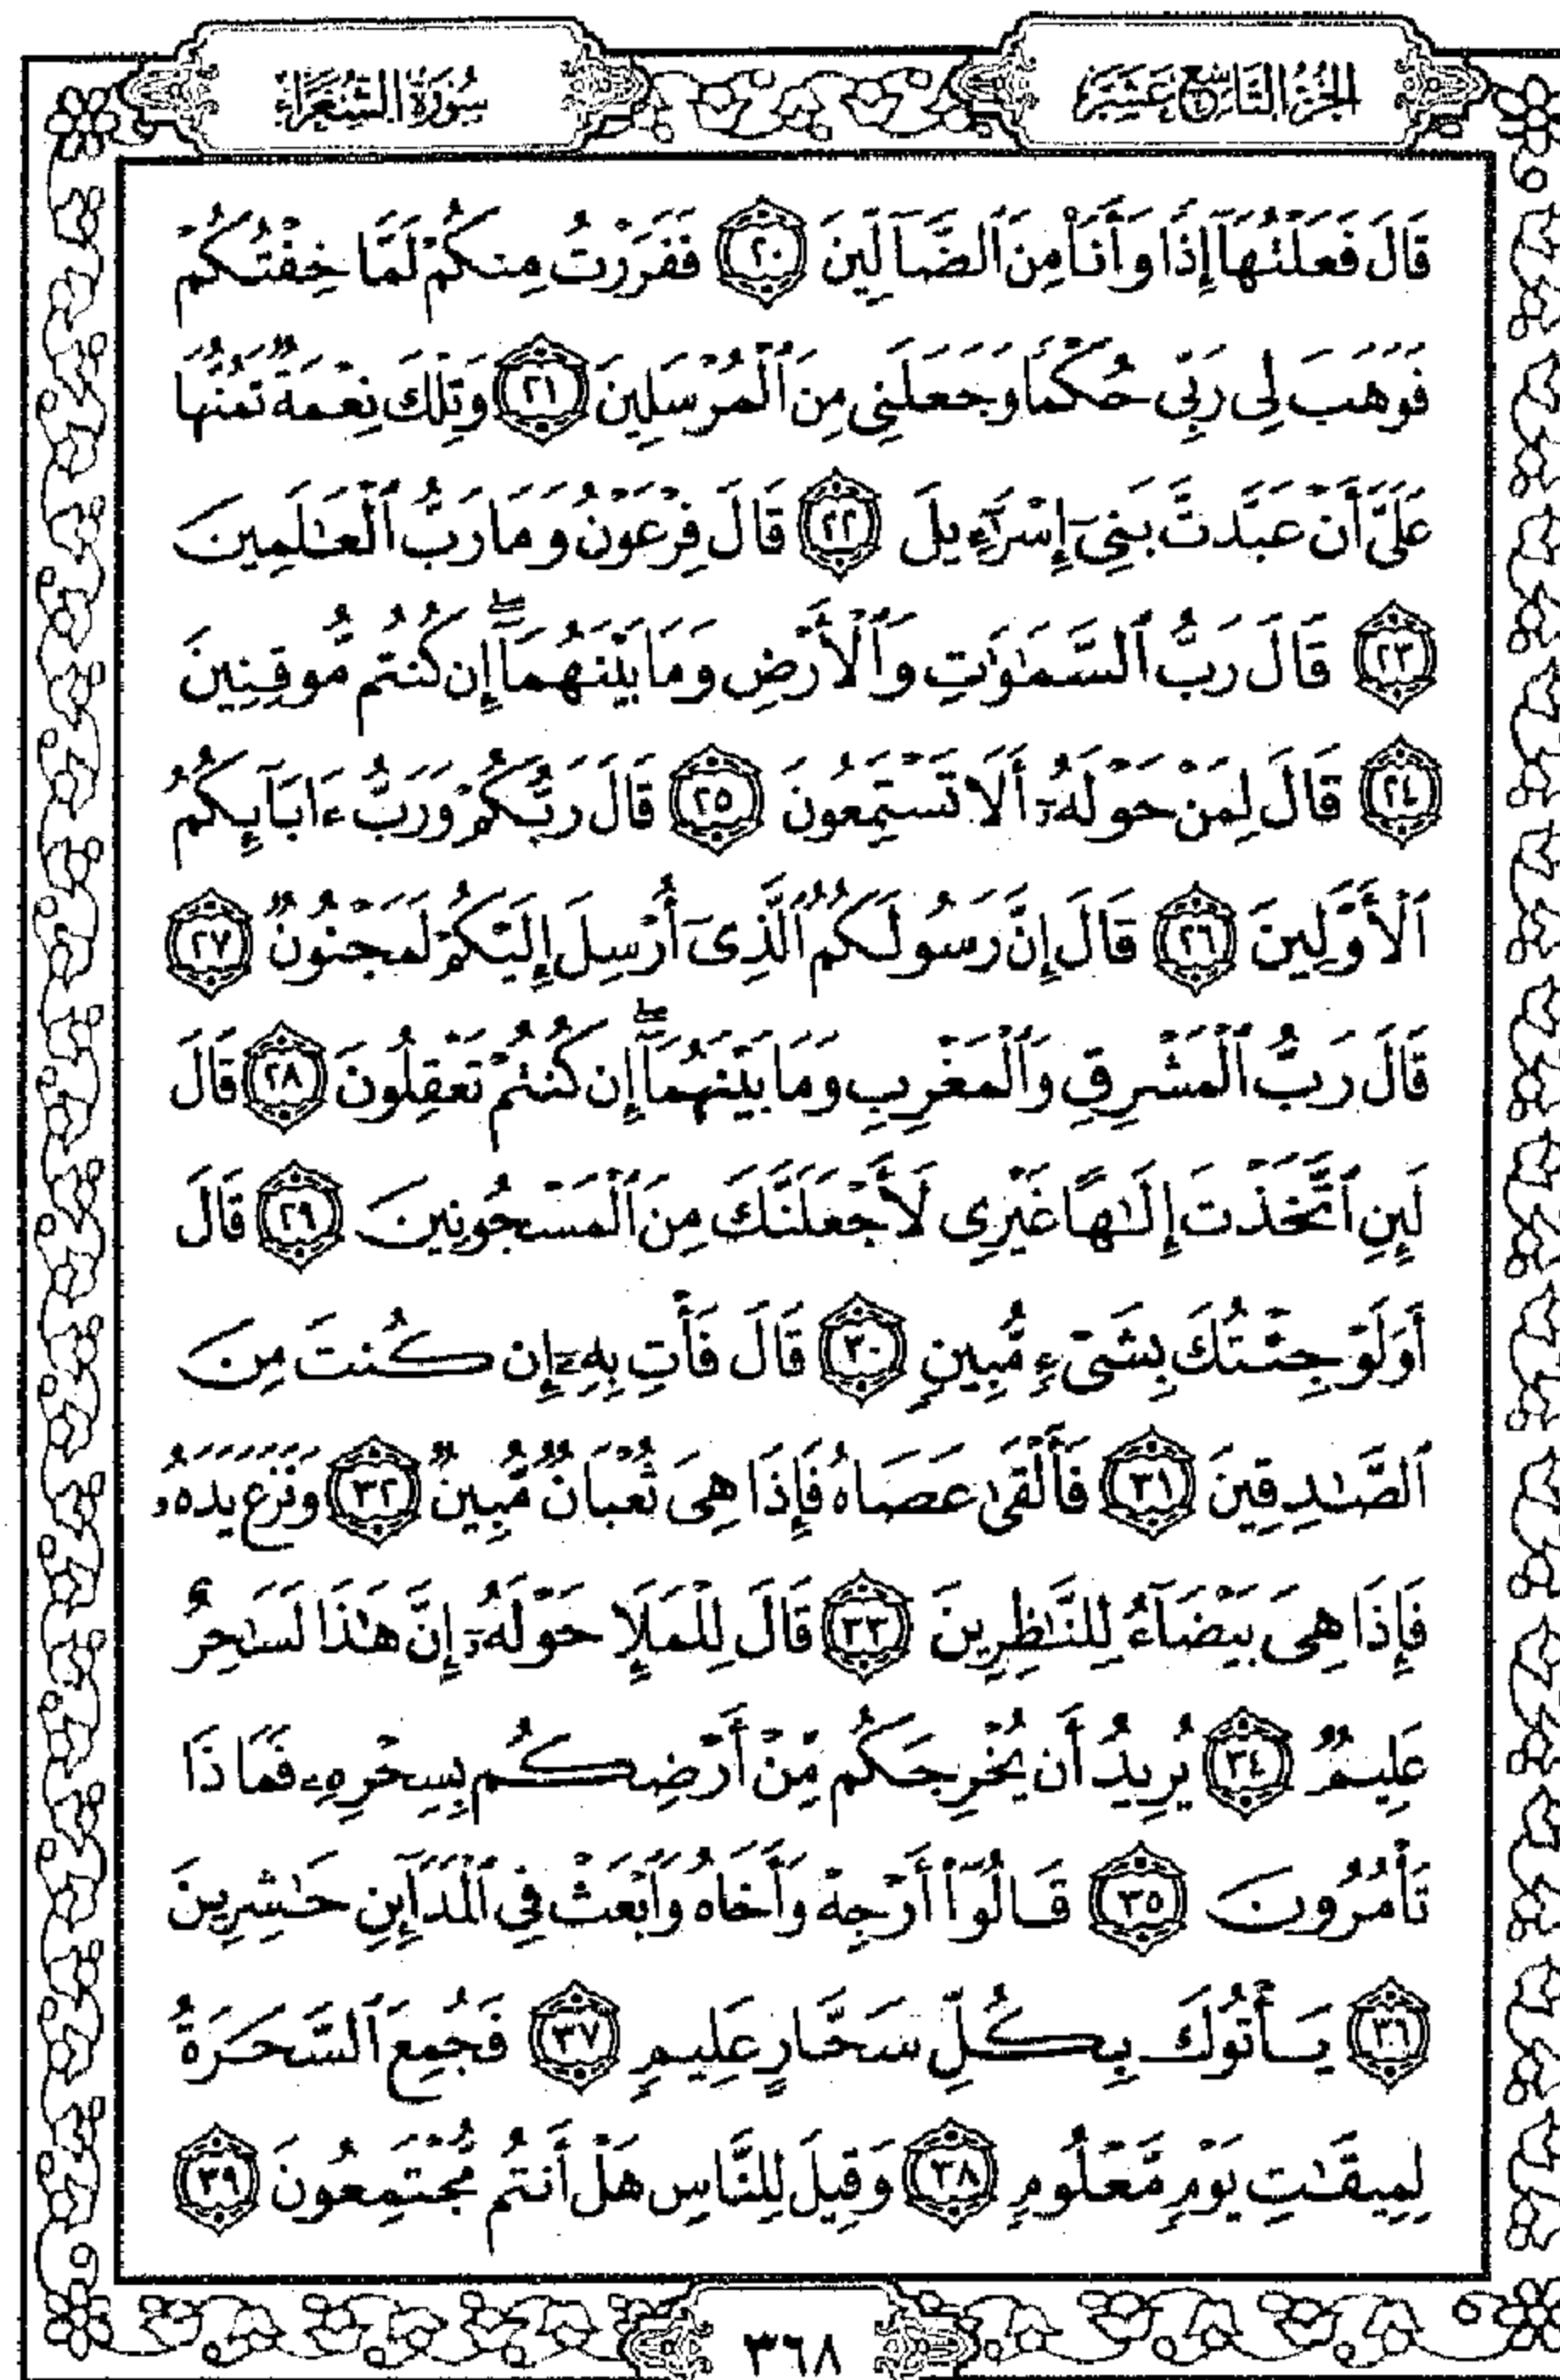 الجزء التاسع عشر
سورة الشعراء
قَالَ فَعَلْتُهَآ إِذًا وَأَنَا۠ مِنَ ٱلضَّآلِّينَ ٢٠ فَفَرَرْتُ مِنكُمْ لَمَّا خِفْتُكُمْ
فَوَهَبَ لِى رَبِّى حُكْمًا وَجَعَلَنِى مِنَ ٱلْمُرْسَلِينَ ٢١ وَتِلْكَ نِعْمَةٌ تَمُنُّهَا
عَلَىَّ أَنْ عَبَّدتَّ بَنِىٓ إِسْرَٰٓءِيلَ ٢٢ قَالَ فِرْعَوْنُ وَمَا رَبُّ ٱلْعَٰلَمِينَ
٢٣ قَالَ رَبُّ ٱلسَّمَٰوَٰتِ وَٱلْأَرْضِ وَمَا بَيْنَهُمَآ ۖ إِن كُنتُم مُّوقِنِينَ
٢٤ قَالَ لِمَنْ حَوْلَهُۥٓ أَلَا تَسْتَمِعُونَ ٢٥ قَالَ رَبُّكُمْ وَرَبُّ ءَابَآئِكُمُ
ٱلْأَوَّلِينَ ٢٦ قَالَ إِنَّ رَسُولَكُمُ ٱلَّذِىٓ أُرْسِلَ إِلَيْكُمْ لَمَجْنُونٌ ٢٧
قَالَ رَبُّ ٱلْمَشْرِقِ وَٱلْمَغْرِبِ وَمَا بَيْنَهُمَآ ۖ إِن كُنتُمْ تَعْقِلُونَ ٢٨ قَالَ
لَئِنِ ٱتَّخَذْتَ إِلَٰهًا غَيْرِى لَأَجْعَلَنَّكَ مِنَ ٱلْمَسْجُونِينَ ٢٩ قَالَ
أَوَلَوْ جِئْتُكَ بِشَىْءٍ مُّبِينٍ ٣٠ قَالَ فَأْتِ بِهِۦٓ إِن كُنتَ مِنَ
ٱلصَّٰدِقِينَ ٣١ فَأَلْقَىٰ عَصَاهُ فَإِذَا هِىَ ثُعْبَانٌ مُّبِينٌ ٣٢ وَنَزَعَ يَدَهُۥ
فَإِذَا هِىَ بَيْضَآءُ لِلنَّٰظِرِينَ ٣٣ قَالَ لِلْمَلَإِ حَوْلَهُۥٓ إِنَّ هَٰذَا لَسَٰحِرٌ
عَلِيمٌ ٣٤ يُرِيدُ أَن يُخْرِجَكُم مِّنْ أَرْضِكُم بِسِحْرِهِۦ فَمَاذَا
تَأْمُرُونَ ٣٥ قَالُوٓا۟ أَرْجِهْ وَأَخَاهُ وَٱبْعَثْ فِى ٱلْمَدَآئِنِ حَٰشِرِينَ
٣٦ يَأْتُوكَ بِكُلِّ سَحَّارٍ عَلِيمٍ ٣٧ فَجُمِعَ ٱلسَّحَرَةُ
لِمِيقَٰتِ يَوْمٍ مَّعْلُومٍ ٣٨ وَقِيلَ لِلنَّاسِ هَلْ أَنتُم مُّجْتَمِعُونَ ٣٩
٣٦٨